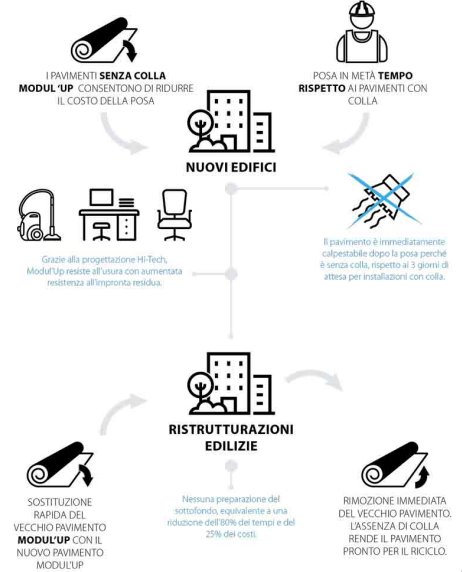 I PAVIMENTI SENZA COLLA
MODUL'UP CONSENTONO DI RIDURRE
IL COSTO DELLA POSA
POSA IN METÀ TEMPO
RISPETTO AI PAVIMENTI CON
COLLA
NUOVI EDIFICI
Grazie alla progettazione Hi-Tech,
Modul'Up resiste all'usura con aumentata
resistenza all'impronta residua.
Il pavimento è immediatamente
calpestabile dopo la posa perché
è senza colla, rispetto ai 3 giorni di
attesa per installazioni con colla.
RISTRUTTURAZIONI
EDILIZIE
SOSTITUZIONE
RAPIDA DEL
VECCHIO PAVIMENTO
MODUL'UP CON IL
NUOVO PAVIMENTO
MODUL'UP
Nessuna preparazione del
sottofondo, equivalente a una
riduzione dell'80% dei tempi e del
25% dei costi.
RIMOZIONE IMMEDIATA
DEL VECCHIO PAVIMENTO.
L'ASSENZA DI COLLA
RENDE IL PAVIMENTO
PRONTO PER IL RICICLO.